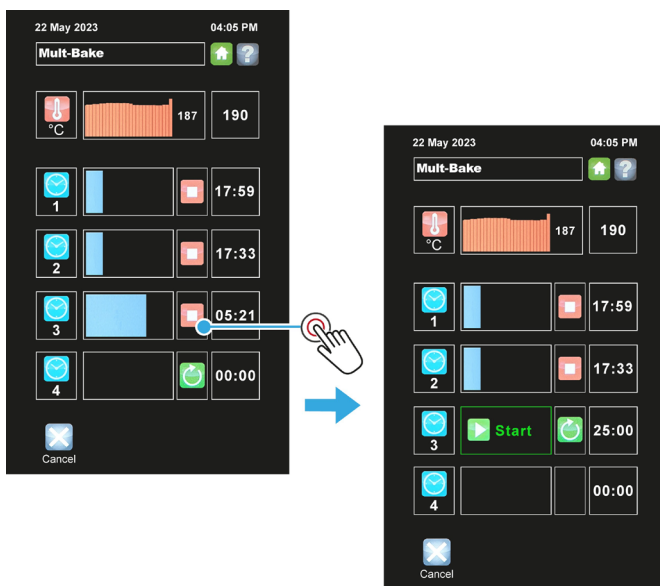 22 May 2023 04:05 PM
Mult-Bake
?
°C 187 190
1 17:59
2 17:33
3 05:21
4 00:00
Cancel
22 May 2023 04:05 PM
Mult-Bake
?
°C 187 190
1 17:59
2 17:33
3 Start 25:00
4 00:00
Cancel